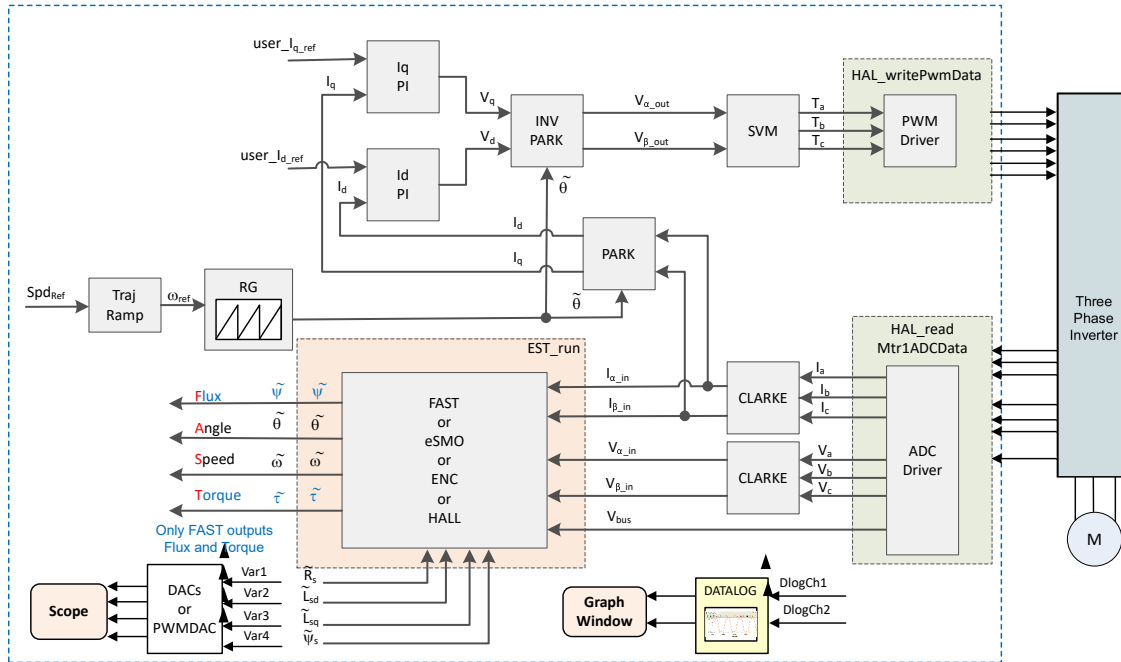 user_Iq_ref
Iq
Iq
PI
Vq
Vd
INV
PARK
Vα_out
Vβ_out
SVM
Ta
Tb
Tc
HAL_writePwmData
PWM
Driver
user_Id_ref
Id
Id
PI
θ̃
Id
Iq
PARK
θ̃
SpdRef
Traj
Ramp
ωref
RG
Three
Phase
Inverter
EST_run
HAL_read
Mtr1ADCData
Flux
ψ̃
ψ̃
Angle
θ̃
θ̃
Speed
ω̃
ω̃
Torque
τ̃
τ̃
FAST
or
eSMO
or
ENC
or
HALL
Iα_in
Iβ_in
Vα_in
Vβ_in
Vbus
CLARKE
CLARKE
Ia
Ib
Ic
Va
Vb
Vc
ADC
Driver
M
Only FAST outputs
Flux and Torque
Scope
DACs
or
PWMDAC
Var1
Var2
Var3
Var4
R̃s
L̃sd
L̃sq
ψ̃s
Graph
Window
DATALOG
DlogCh1
DlogCh2